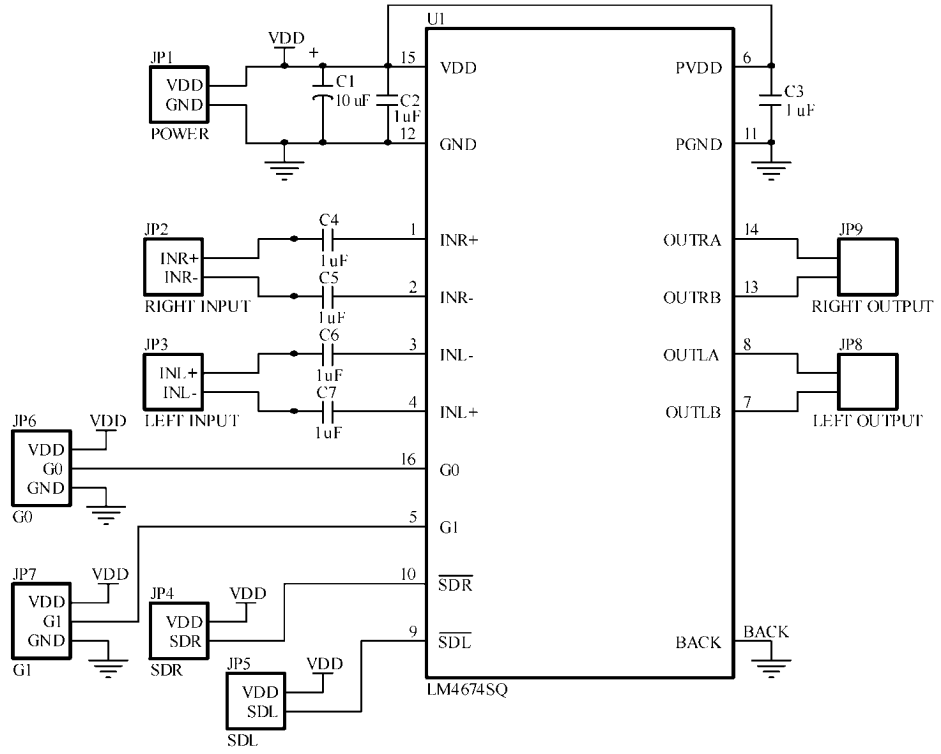 U1
VDD
+
JP1
VDD
GND
POWER
C1
10 uF
C2
1uF
15
VDD
12
GND
6
PVDD
C3
1 uF
11
PGND
JP2
INR+
INR-
RIGHT INPUT
C4
1uF
C5
1uF
1
INR+
2
INR-
14
OUTRA
13
OUTRB
JP9
RIGHT OUTPUT
JP3
INL+
INL-
LEFT INPUT
C6
1uF
C7
1uF
3
INL-
4
INL+
8
OUTLA
7
OUTLB
JP8
LEFT OUTPUT
JP6
VDD
VDD
G0
GND
G0
16
G0
5
G1
JP7
VDD
VDD
G1
GND
G1
JP4
VDD
VDD
SDR
SDR
10
SDR
9
SDL
JP5
VDD
VDD
SDL
SDL
BACK
BACK
LM4674SQ